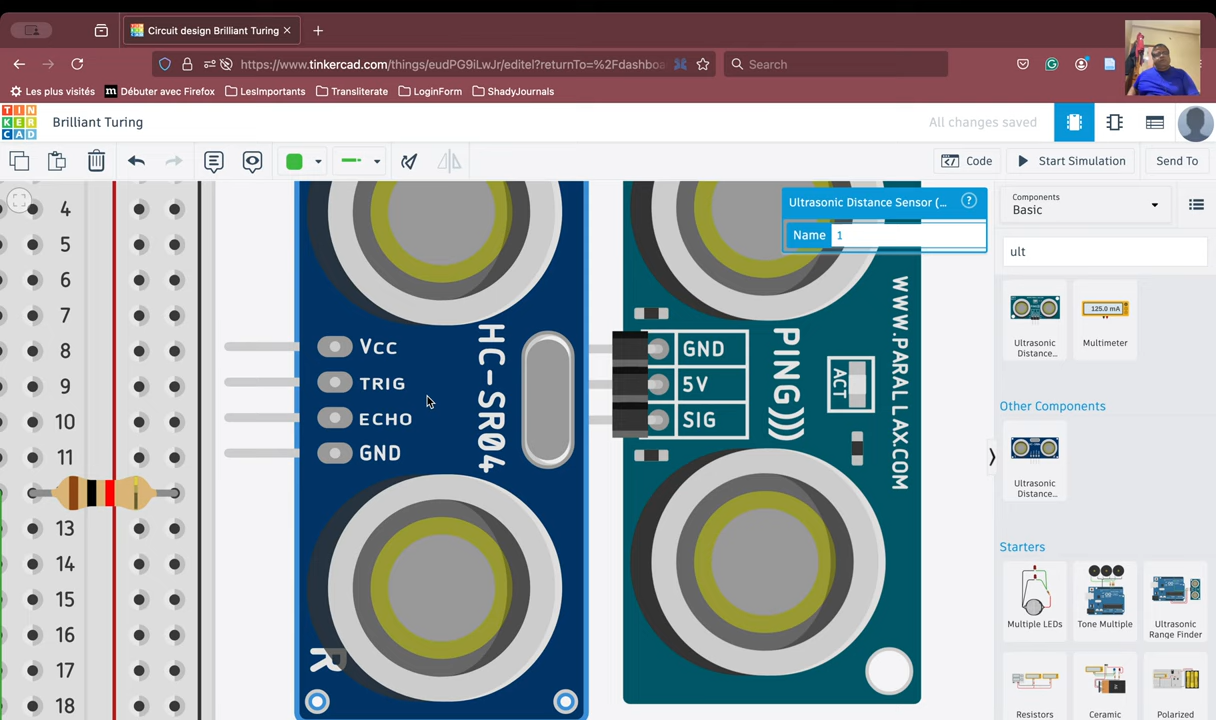 Circuit design Brilliant Turing
https://www.tinkercad.com/things/eudPG9iLwJr/editel?returnTo=%2Fdashboa
Search
Les plus visités
Débuter avec Firefox
LesImportants
Transliterate
LoginForm
ShadyJournals
TIN
KER
CAD
Brilliant Turing
All changes saved
Code
Start Simulation
Send To
4
5
6
7
8
9
10
11
13
14
15
16
17
18
VCC
TRIG
ECHO
GND
HC-SR04
R
GND
5V
SIG
PING)))
ACT
WWW.PARALLAX.COM
Ultrasonic Distance Sensor (...
Name 1
Components
Basic
ult
Ultrasonic
Distance...
125.0 mA
Multimeter
Other Components
Ultrasonic
Distance...
Starters
Multiple LEDs
Tone Multiple
Ultrasonic
Range Finder
Resistors
Ceramic
Polarized